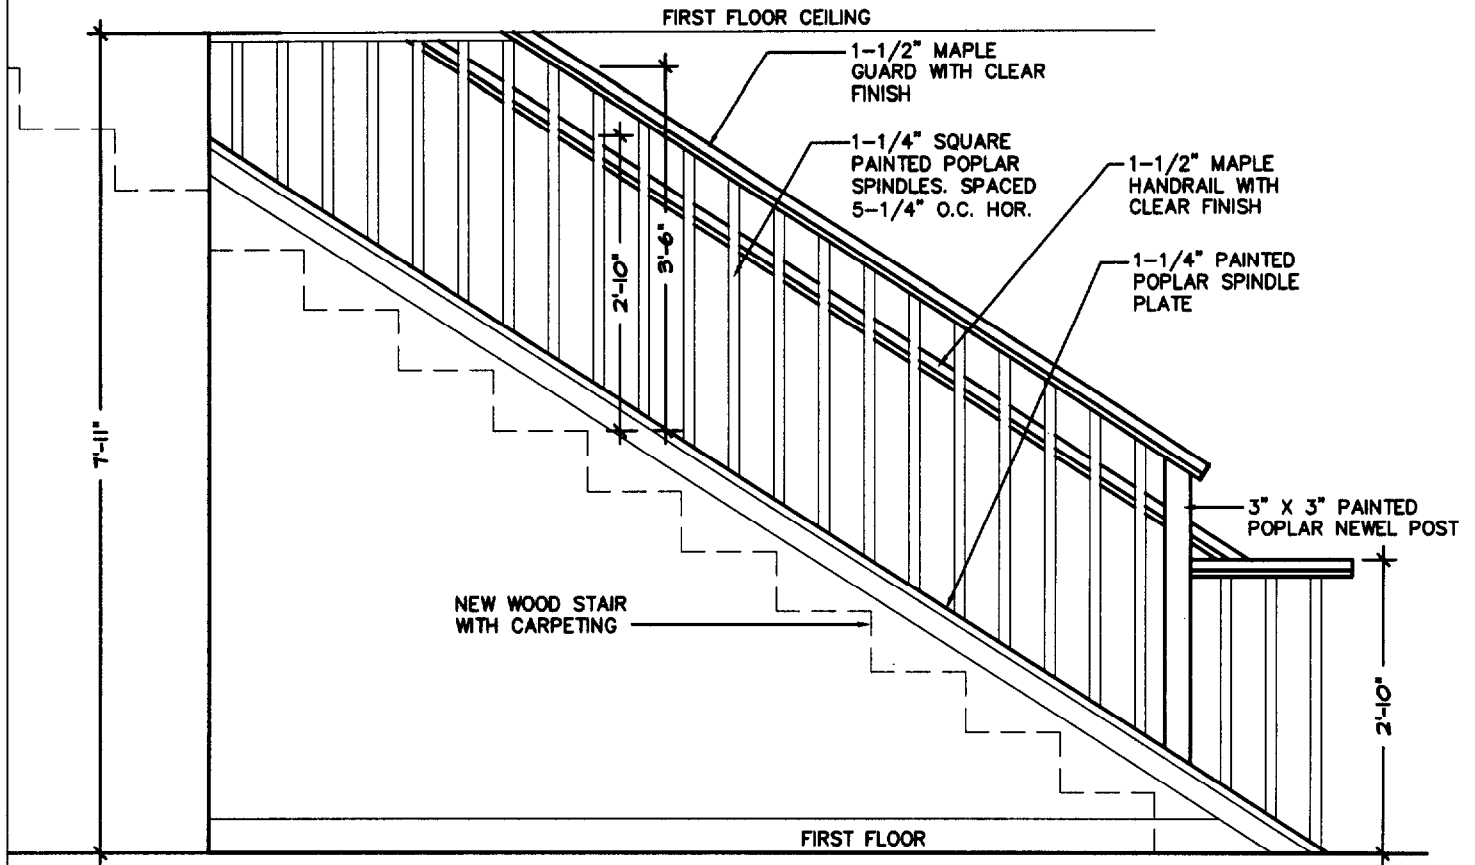 FIRST FLOOR CEILING
1-1/2" MAPLE
GUARD WITH CLEAR
FINISH
1-1/4" SQUARE
PAINTED POPLAR
SPINDLES. SPACED
5-1/4" O.C. HOR.
1-1/2" MAPLE
HANDRAIL WITH
CLEAR FINISH
1-1/4" PAINTED
POPLAR SPINDLE
PLATE
3'-6"
2'-10"
7'-11"
3" X 3" PAINTED
POPLAR NEWEL POST
NEW WOOD STAIR
WITH CARPETING
2'-10"
FIRST FLOOR